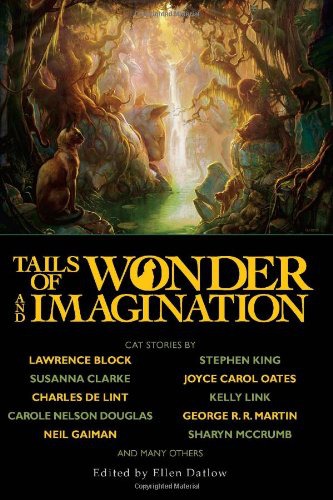 TAILS OF WONDER
AND IMAGINATION
CAT STORIES BY
LAWRENCE BLOCK
STEPHEN KING
SUSANNA CLARKE
JOYCE CAROL OATES
CHARLES DE LINT
KELLY LINK
CAROLE NELSON DOUGLAS
GEORGE R. R. MARTIN
NEIL GAIMAN
SHARYN MCCRUMB
AND MANY OTHERS
Edited by Ellen Datlow